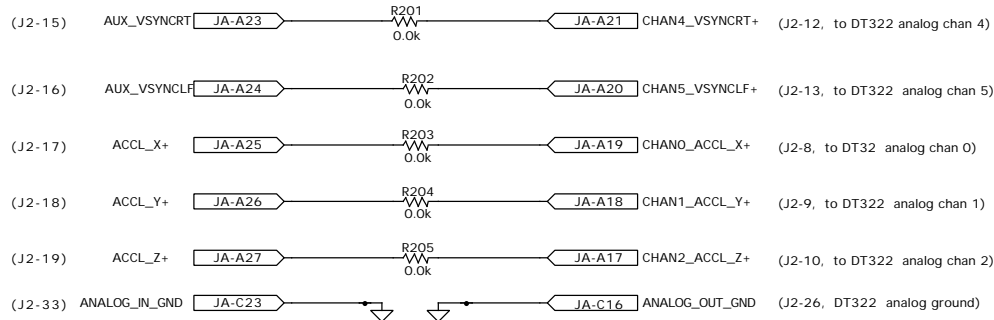 R201
(J2-15) AUX_VSYNCRT JA-A23 JA-A21 CHAN4_VSYNCRT+ (J2-12, to DT322 analog chan 4)
0.0k
R202
(J2-16) AUX_VSYNCLF JA-A24 JA-A20 CHAN5_VSYNCLF+ (J2-13, to DT322 analog chan 5)
0.0k
R203
(J2-17) ACCL_X+ JA-A25 JA-A19 CHAN0_ACCL_X+ (J2-8, to DT32 analog chan 0)
0.0k
R204
(J2-18) ACCL_Y+ JA-A26 JA-A18 CHAN1_ACCL_Y+ (J2-9, to DT322 analog chan 1)
0.0k
R205
(J2-19) ACCL_Z+ JA-A27 JA-A17 CHAN2_ACCL_Z+ (J2-10, to DT322 analog chan 2)
0.0k
(J2-33) ANALOG_IN_GND JA-C23 JA-C16 ANALOG_OUT_GND (J2-26, DT322 analog ground)